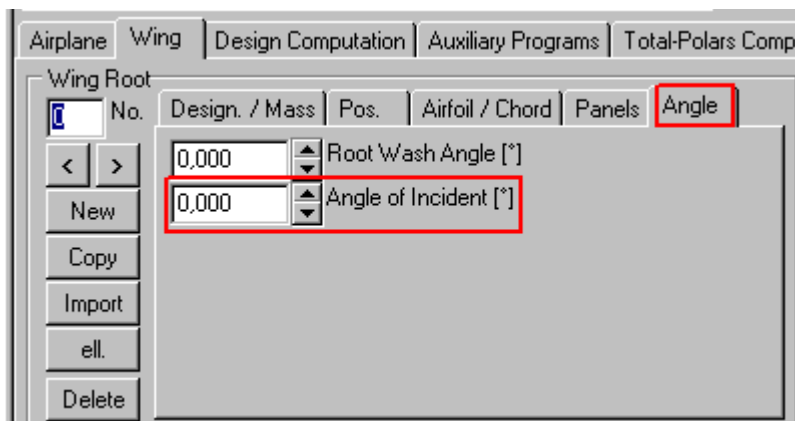 Airplane Wing Design Computation Auxiliary Programs Total-Polars Comp
Wing Root
0 No. Design. / Mass Pos. Airfoil / Chord Panels Angle
< > 0,000 Root Wash Angle [°]
New 0,000 Angle of Incident [°]
Copy
Import
ell.
Delete